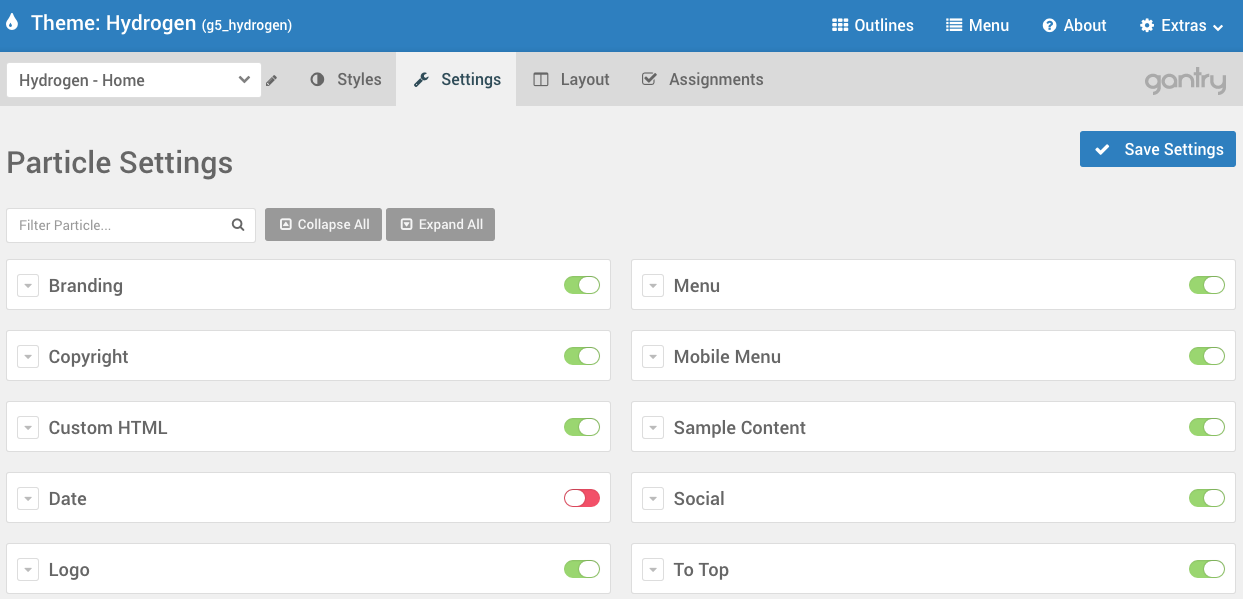 Theme: Hydrogen (g5_hydrogen)
Outlines
Menu
About
Extras
Hydrogen - Home
Styles
Settings
Layout
Assignments
gantry
Particle Settings
Save Settings
Filter Particle...
Collapse All
Expand All
Branding
Menu
Copyright
Mobile Menu
Custom HTML
Sample Content
Date
Social
Logo
To Top